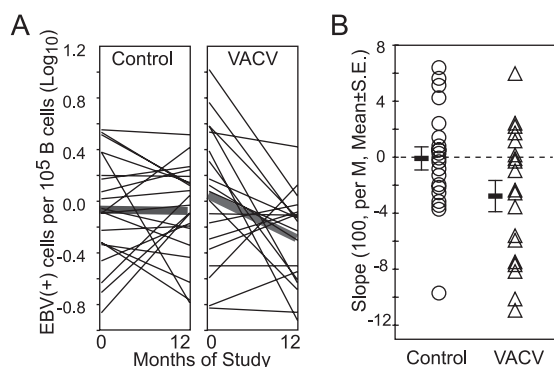 A
EBV(+) cells per 10⁵ B cells (Log₁₀)
1.2
0.8
0.4
0.0
-0.4
-0.8
Control
VACV
0 12 0 12
Months of Study
B
Slope (100, per M, Mean±S.E.)
8
4
0
-4
-8
-12
Control VACV